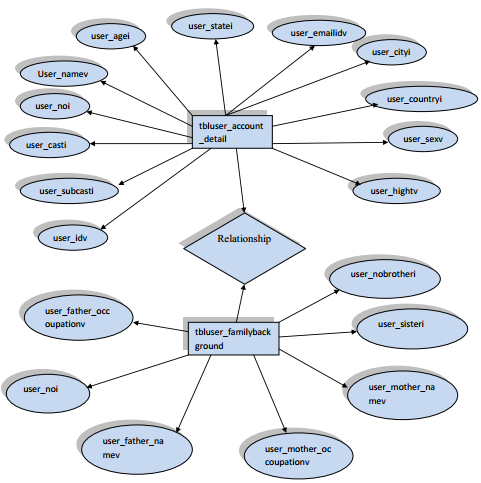 user_statei
user_agei
user_emailidv
user_cityi
User_namev
user_noi
user_countryi
tbluser_account
_detail
user_casti
user_sexv
user_subcasti
user_hightv
user_idv
Relationship
user_nobrotheri
user_father_occ
oupationv
user_sisteri
tbluser_familyback
ground
user_noi
user_mother_na
mev
user_father_na
mev
user_mother_oc
coupationv